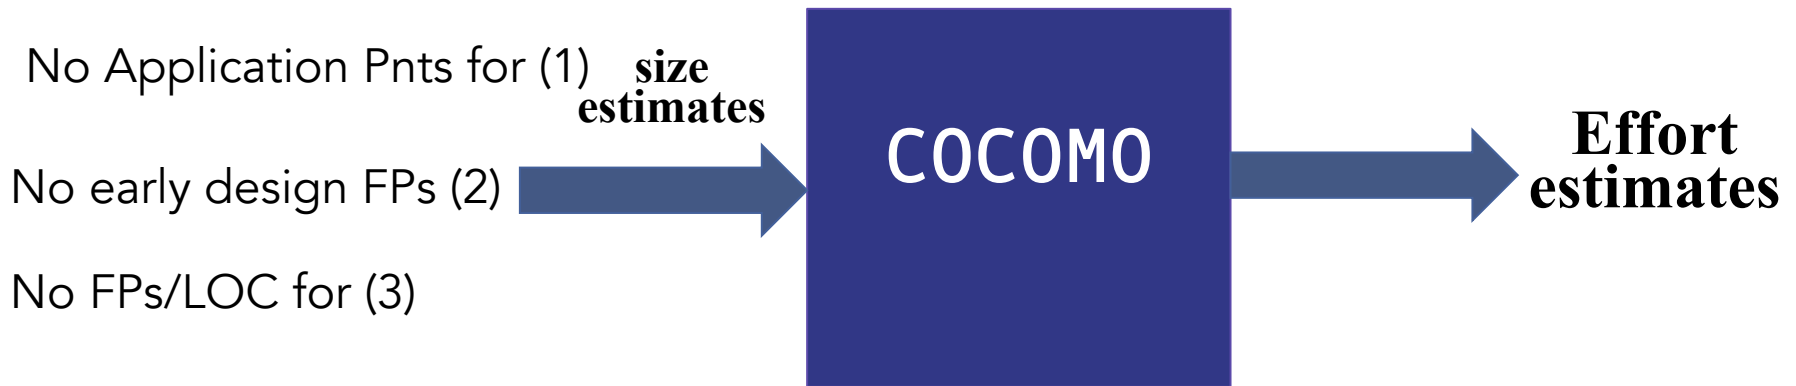 No Application Pnts for (1)
size
estimates
No early design FPs (2)
No FPs/LOC for (3)
COCOMO
Effort
estimates